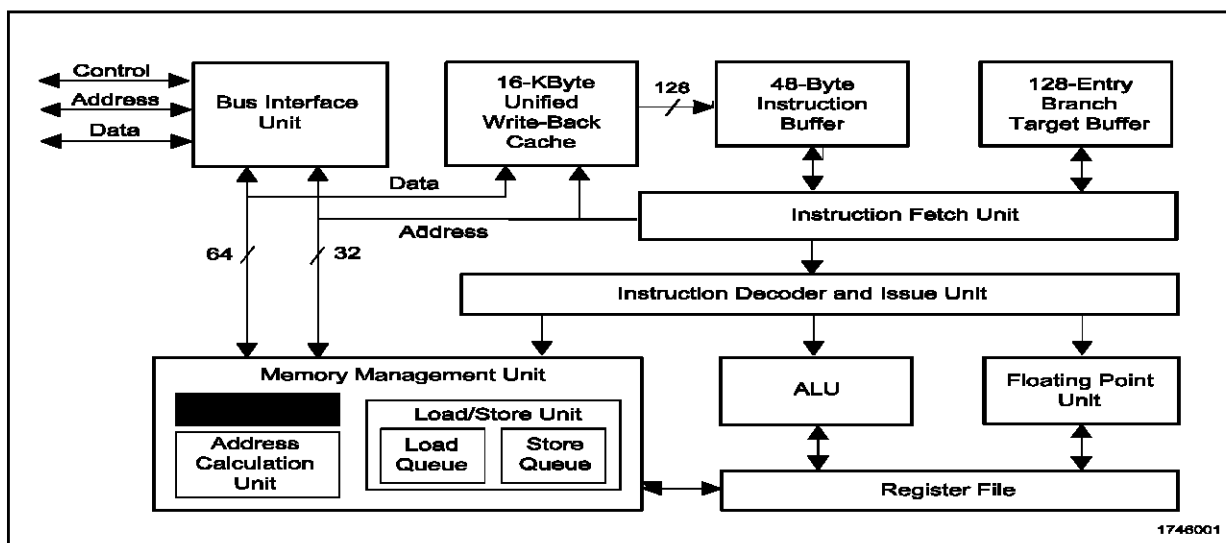 Control
Address
Data
Bus Interface
Unit
16-KByte
Unified
Write-Back
Cache
128
48-Byte
Instruction
Buffer
128-Entry
Branch
Target Buffer
Data
Address
Instruction Fetch Unit
64
32
Instruction Decoder and Issue Unit
Memory Management Unit
Load/Store Unit
Address
Calculation
Unit
Load
Queue
Store
Queue
ALU
Floating Point
Unit
Register File
1746001